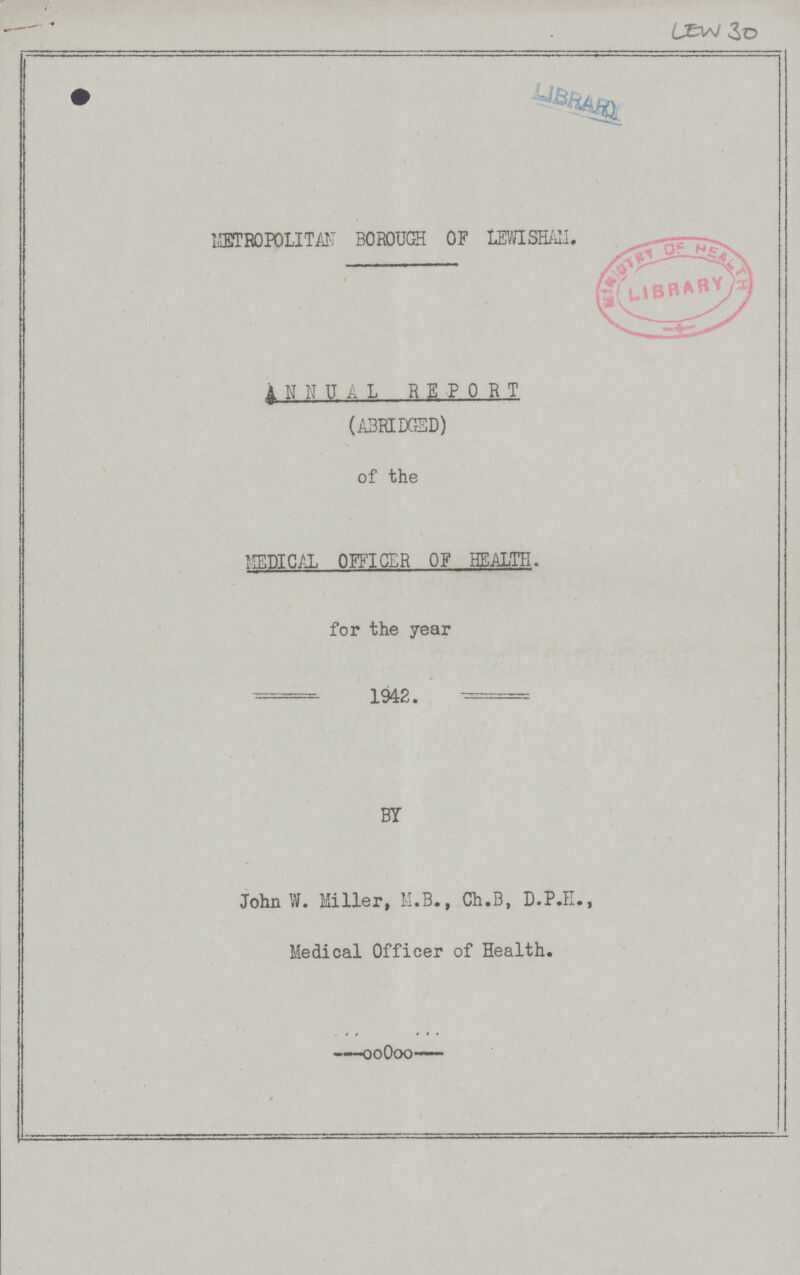 LEW 30
LIBRARY
METROPOLITAN BOROUGH OF LEWISHAM.
MINISTRY OF HEALTH
LIBRARY
ANNUAL REPORT
(ABRIDGED)
of the
MEDICAL OFFICER OF HEALTH.
for the year
1942.
BY
John W. Miller, M.B., Ch.B, D.P.H.,
Medical Officer of Health.
---ooOoo---